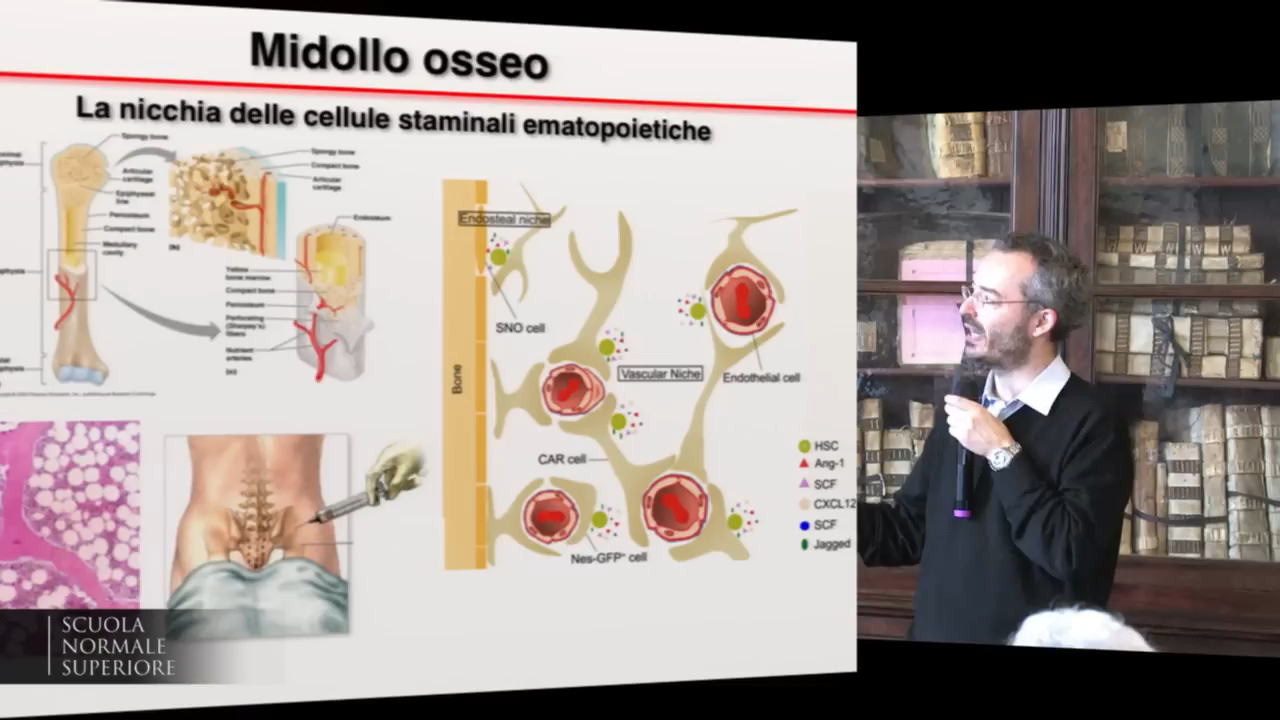 Midollo osseo
La nicchia delle cellule staminali ematopoietiche
Spongy bone
Articular
cartilage
Epiphyseal
line
Periosteum
Compact bone
Medullary
cavity
Spongy bone
Compact bone
Articular
cartilage
Endosteum
Yellow
bone marrow
Compact bone
Periosteum
Perforating
(Sharpey's)
fibers
Nutrient
arteries
Endosteal niche
SNO cell
Bone
Vascular Niche
Endothelial cell
CAR cell
Nes-GFP⁺ cell
HSC
Ang-1
SCF
CXCL12
SCF
Jagged
SCUOLA
NORMALE
SUPERIORE